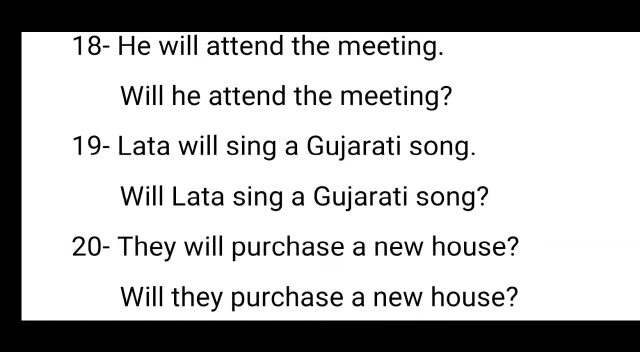 18- He will attend the meeting.
Will he attend the meeting?
19- Lata will sing a Gujarati song.
Will Lata sing a Gujarati song?
20- They will purchase a new house?
Will they purchase a new house?